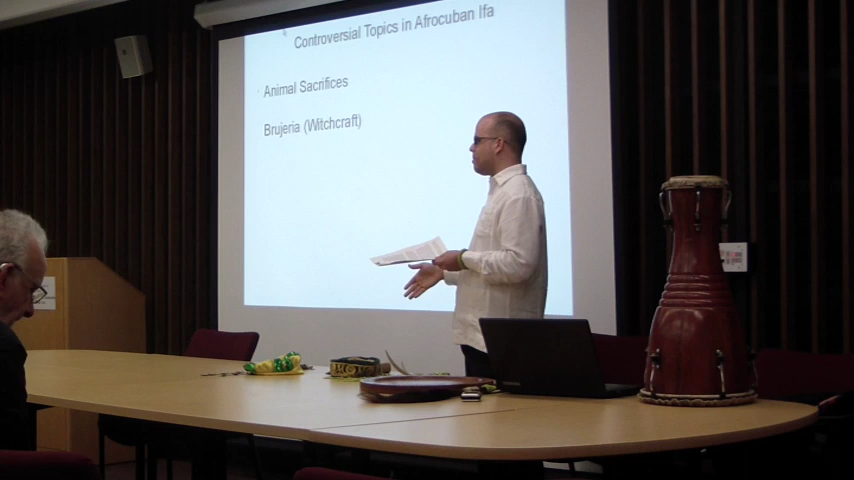 Controversial Topics in Afrocuban Ifa
Animal Sacrifices
Brujeria (Witchcraft)